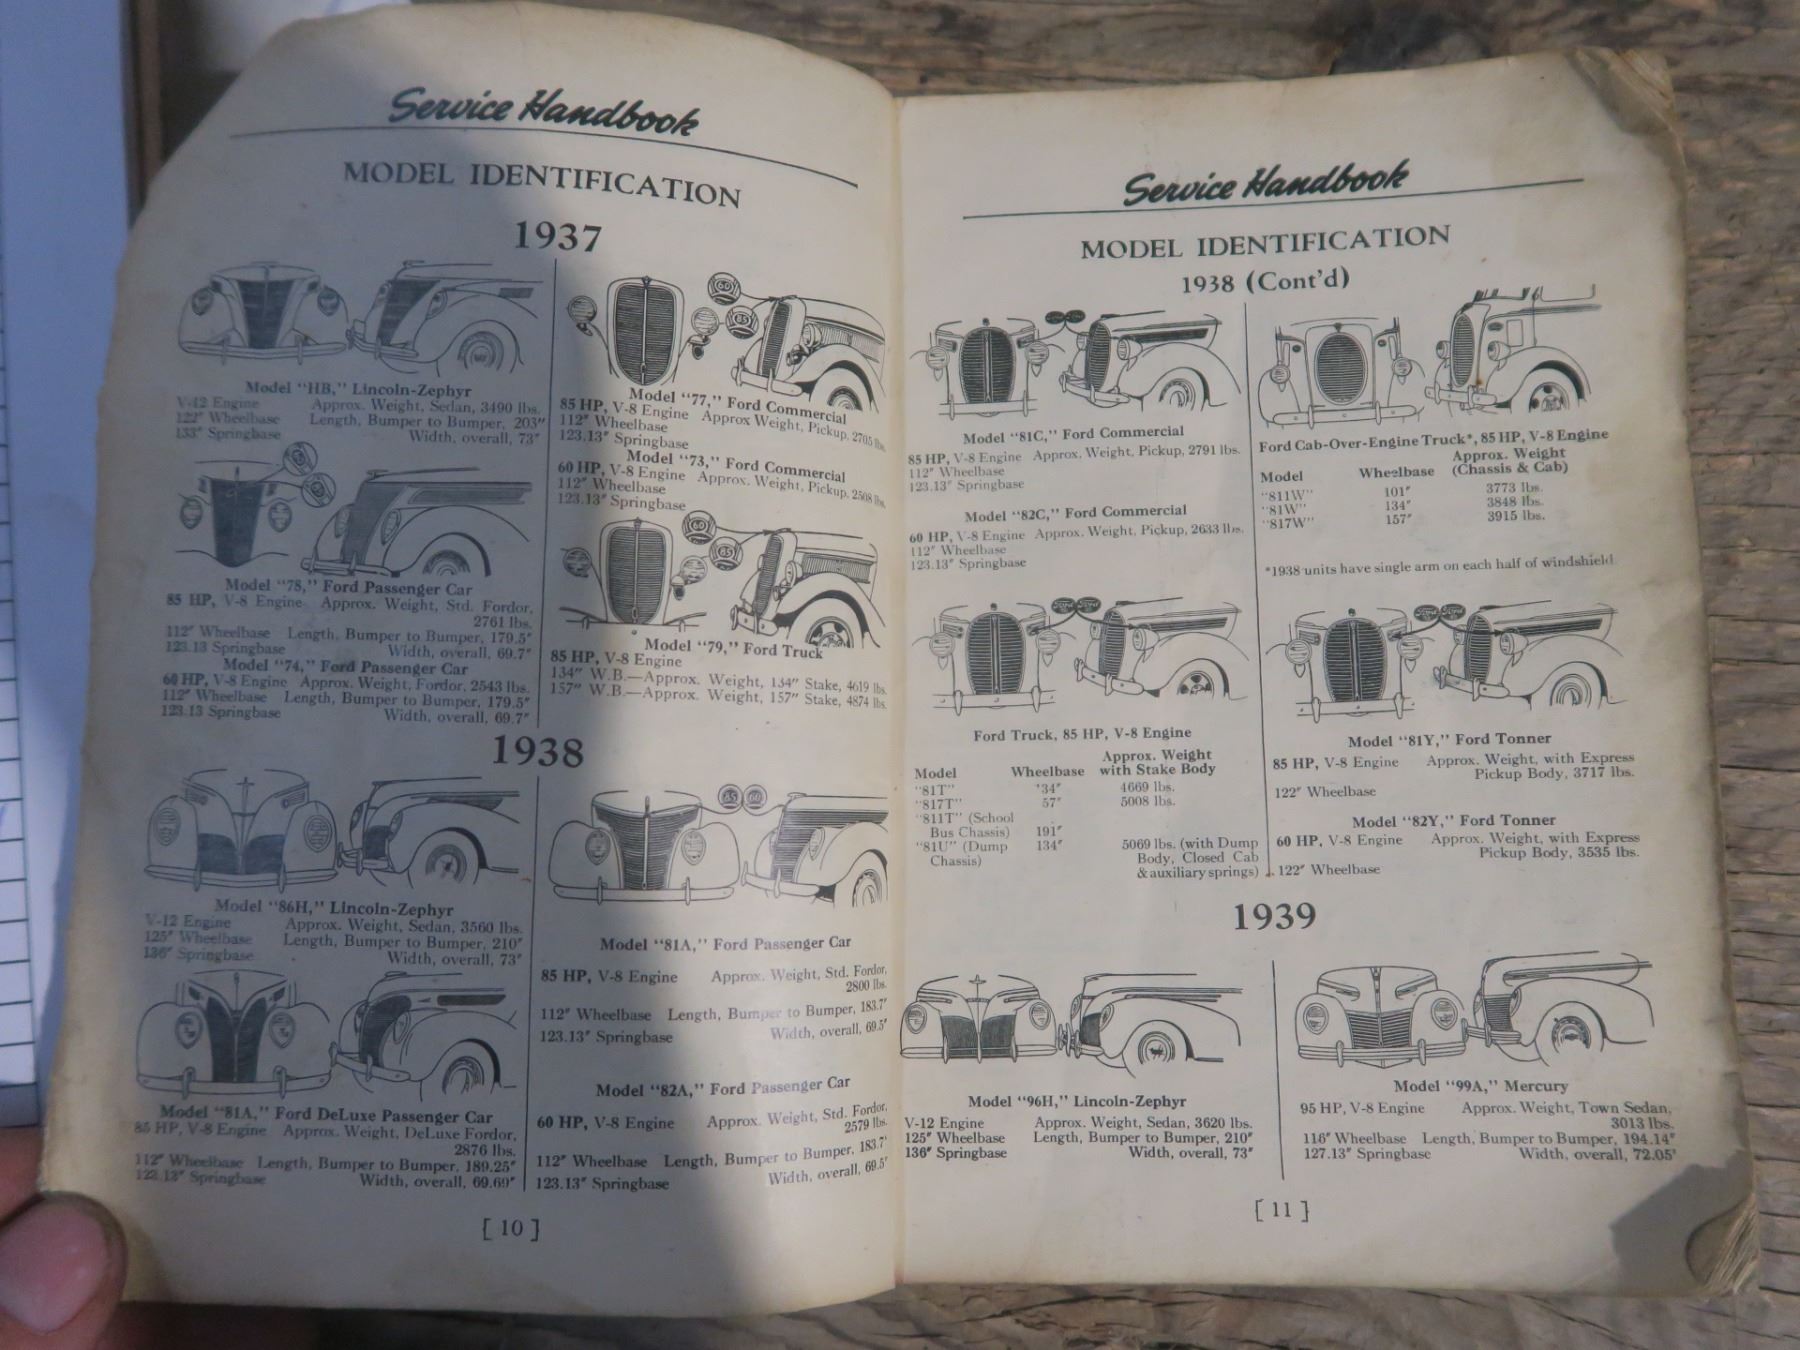 Service Handbook
MODEL IDENTIFICATION
1937
Model "HB," Lincoln-Zephyr
V-12 Engine Approx. Weight, Sedan, 3490 lbs.
122" Wheelbase Length, Bumper to Bumper, 203"
133" Springbase Width, overall, 73"
Model "78," Ford Passenger Car
85 HP, V-8 Engine Approx. Weight, Std. Fordor,
2761 lbs.
112" Wheelbase Length, Bumper to Bumper, 179.5"
123.13 Springbase Width, overall, 69.7"
Model "74," Ford Passenger Car
60 HP, V-8 Engine Approx. Weight, Fordor, 2543 lbs.
112" Wheelbase Length, Bumper to Bumper, 179.5"
123.13 Springbase Width, overall, 69.7"
60
85
Model "77," Ford Commercial
85 HP, V-8 Engine Approx Weight, Pickup, 2705 lbs.
112" Wheelbase
123.13" Springbase
Model "73," Ford Commercial
60 HP, V-8 Engine Approx. Weight, Pickup, 2508 lbs.
112" Wheelbase
123.13" Springbase
60
85
Model "79," Ford Truck
85 HP, V-8 Engine
134" W.B.—Approx. Weight, 134" Stake, 4619 lbs.
157" W.B.—Approx. Weight, 157" Stake, 4874 lbs.
1938
Model "86H," Lincoln-Zephyr
V-12 Engine Approx. Weight, Sedan, 3560 lbs.
125" Wheelbase Length, Bumper to Bumper, 210"
136" Springbase Width, overall, 73"
Model "81A," Ford DeLuxe Passenger Car
85 HP, V-8 Engine Approx. Weight, DeLuxe Fordor,
2876 lbs.
112" Wheelbase Length, Bumper to Bumper, 189.25"
123.13" Springbase Width, overall, 69.69"
85 60
Model "81A," Ford Passenger Car
85 HP, V-8 Engine Approx. Weight, Std. Fordor,
2800 lbs.
112" Wheelbase Length, Bumper to Bumper, 183.7"
123.13" Springbase Width, overall, 69.5"
Model "82A," Ford Passenger Car
60 HP, V-8 Engine Approx. Weight, Std. Fordor,
2579 lbs.
112" Wheelbase Length, Bumper to Bumper, 183.7"
123.13" Springbase Width, overall, 69.5"
[ 10 ]
Service Handbook
MODEL IDENTIFICATION
1938 (Cont'd)
Model "81C," Ford Commercial
85 HP, V-8 Engine Approx. Weight, Pickup, 2791 lbs.
112" Wheelbase
123.13" Springbase
Model "82C," Ford Commercial
60 HP, V-8 Engine Approx. Weight, Pickup, 2633 lbs.
112" Wheelbase
123.13" Springbase
Ford Cab-Over-Engine Truck*, 85 HP, V-8 Engine
Approx. Weight
Model Wheelbase (Chassis & Cab)
"811W" 101" 3773 lbs.
"81W" 134" 3848 lbs.
"817W" 157" 3915 lbs.
*1938 units have single arm on each half of windshield.
Ford Ford
Ford Truck, 85 HP, V-8 Engine
Approx. Weight
Model Wheelbase with Stake Body
"81T" '34" 4669 lbs.
"817T" 57" 5008 lbs.
"811T" (School
Bus Chassis) 191"
"81U" (Dump 134" 5069 lbs. (with Dump
Chassis) Body, Closed Cab
& auxiliary springs)
Ford Ford
Model "81Y," Ford Tonner
85 HP, V-8 Engine Approx. Weight, with Express
Pickup Body, 3717 lbs.
122" Wheelbase
Model "82Y," Ford Tonner
60 HP, V-8 Engine Approx. Weight, with Express
Pickup Body, 3535 lbs.
122" Wheelbase
1939
Model "96H," Lincoln-Zephyr
V-12 Engine Approx. Weight, Sedan, 3620 lbs.
125" Wheelbase Length, Bumper to Bumper, 210"
136" Springbase Width, overall, 73"
Model "99A," Mercury
95 HP, V-8 Engine Approx. Weight, Town Sedan,
3013 lbs.
116" Wheelbase Length, Bumper to Bumper, 194.14"
127.13" Springbase Width, overall, 72.05"
[ 11 ]